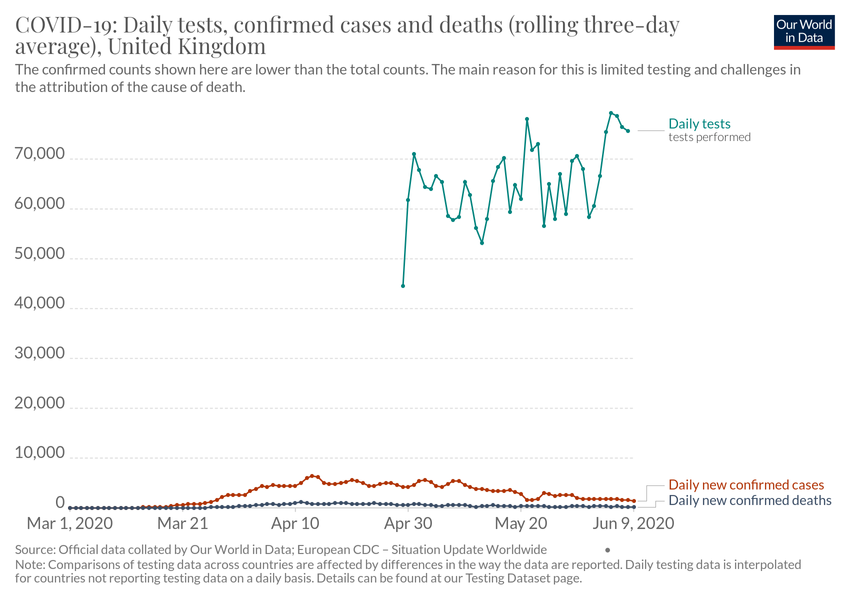 COVID-19: Daily tests, confirmed cases and deaths (rolling three-day
average), United Kingdom
Our World
in Data
The confirmed counts shown here are lower than the total counts. The main reason for this is limited testing and challenges in
the attribution of the cause of death.
Daily tests
tests performed
70,000
60,000
50,000
40,000
30,000
20,000
10,000
0
Daily new confirmed cases
Daily new confirmed deaths
Mar 1, 2020 Mar 21 Apr 10 Apr 30 May 20 Jun 9, 2020
Source: Official data collated by Our World in Data; European CDC – Situation Update Worldwide •
Note: Comparisons of testing data across countries are affected by differences in the way the data are reported. Daily testing data is interpolated
for countries not reporting testing data on a daily basis. Details can be found at our Testing Dataset page.